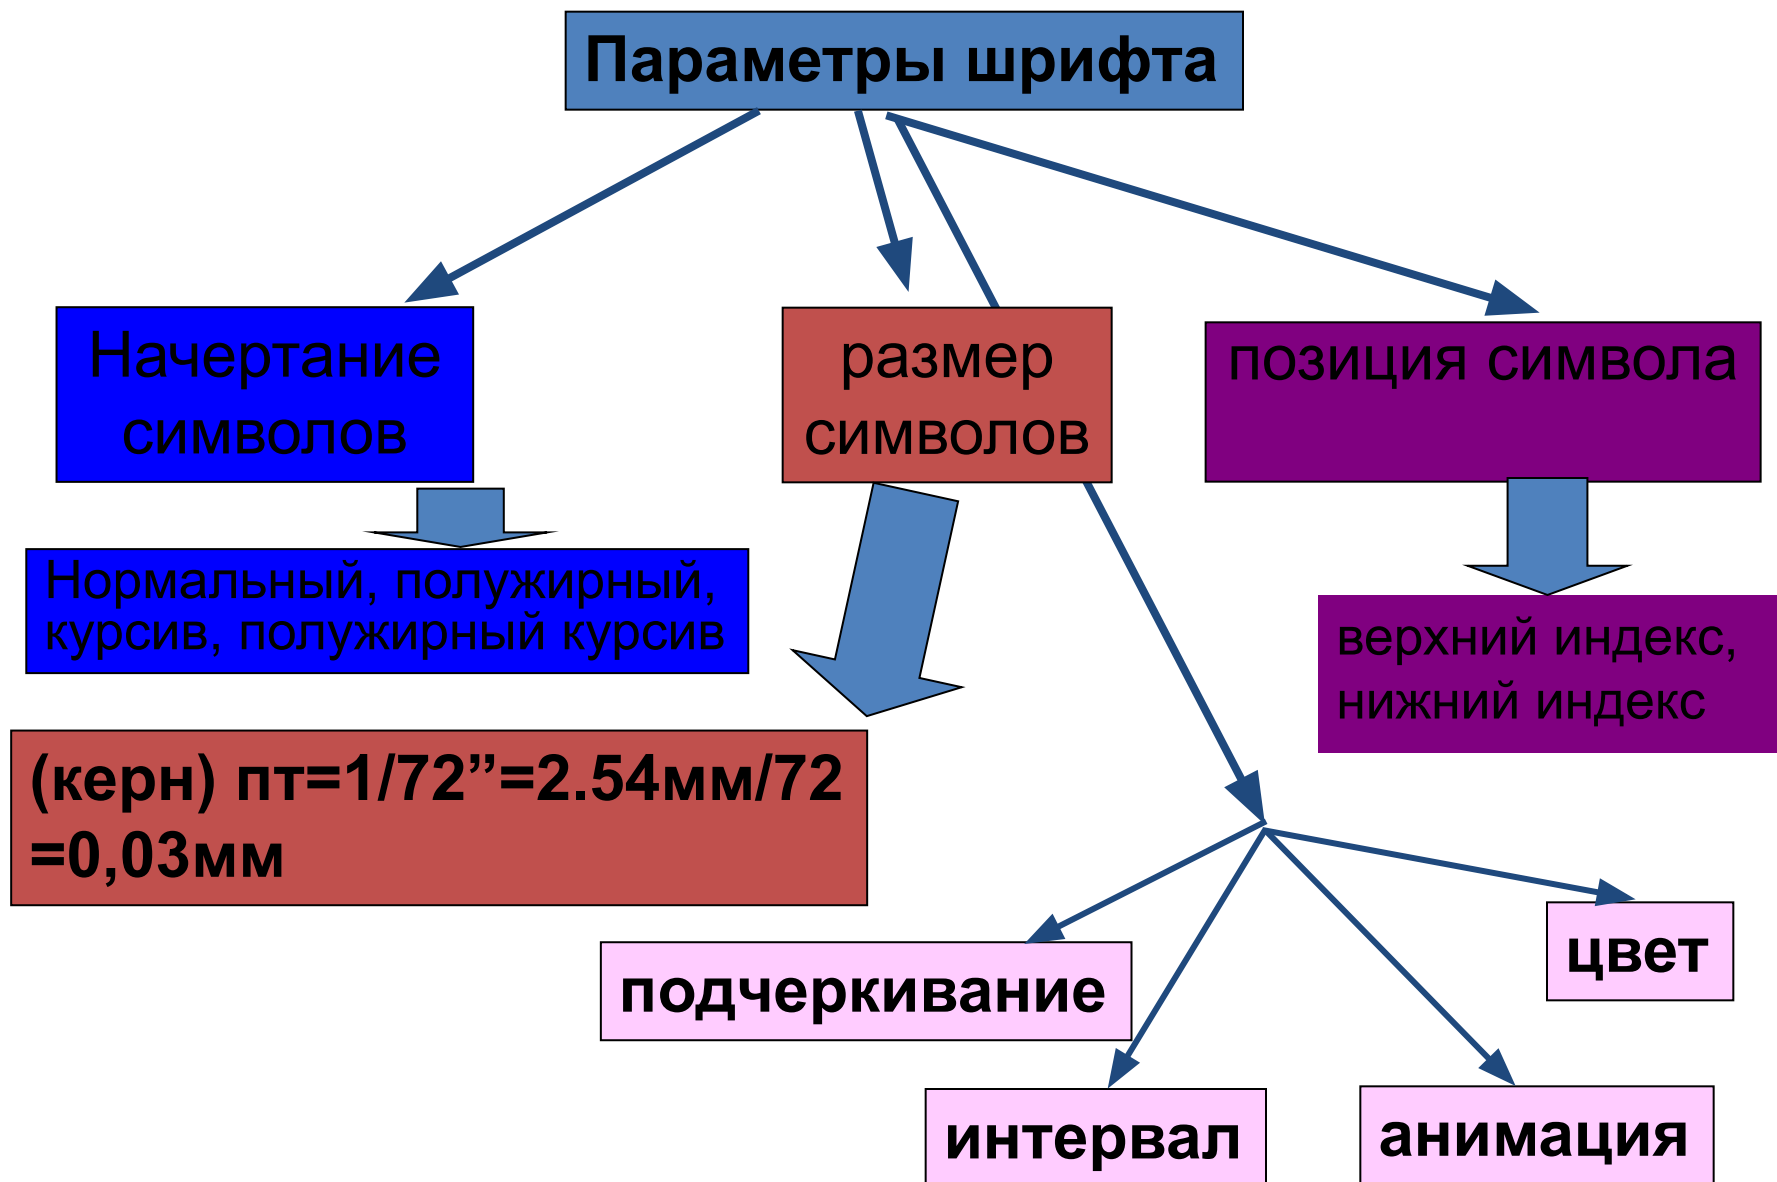 Параметры шрифта
Начертание
символов
размер
символов
позиция символа
Нормальный, полужирный,
курсив, полужирный курсив
верхний индекс,
нижний индекс
(керн) пт=1/72”=2.54мм/72
=0,03мм
подчеркивание
цвет
интервал
анимация